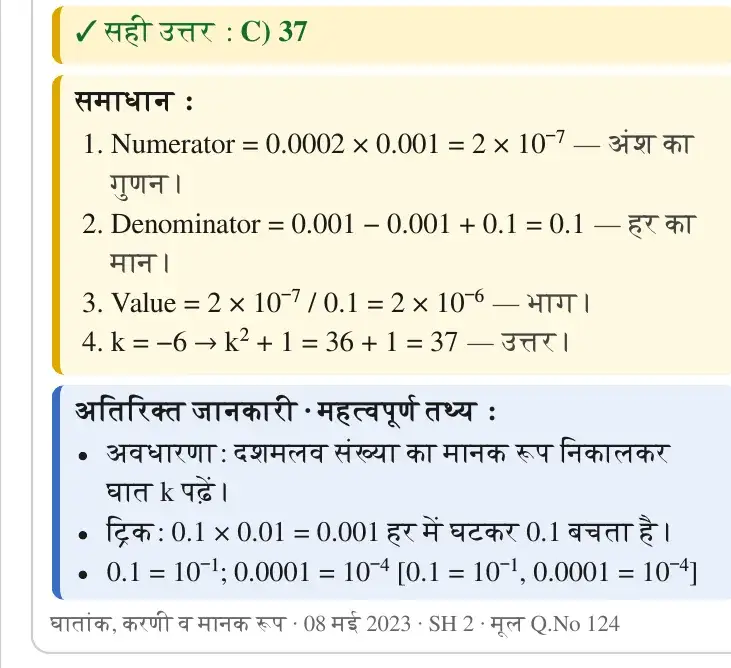 ✓ सही उत्तर : C) 37
समाधान :
1. Numerator = 0.0002 × 0.001 = 2 × 10⁻⁷ — अंश का
गुणन।
2. Denominator = 0.001 − 0.001 + 0.1 = 0.1 — हर का
मान।
3. Value = 2 × 10⁻⁷ / 0.1 = 2 × 10⁻⁶ — भाग।
4. k = −6 → k² + 1 = 36 + 1 = 37 — उत्तर।
अतिरिक्त जानकारी · महत्वपूर्ण तथ्य :
• अवधारणा : दशमलव संख्या का मानक रूप निकालकर
घात k पढ़ें।
• ट्रिक : 0.1 × 0.01 = 0.001 हर में घटकर 0.1 बचता है।
• 0.1 = 10⁻¹; 0.0001 = 10⁻⁴ [0.1 = 10⁻¹, 0.0001 = 10⁻⁴]
घातांक, करणी व मानक रूप · 08 मई 2023 · SH 2 · मूल Q.No 124